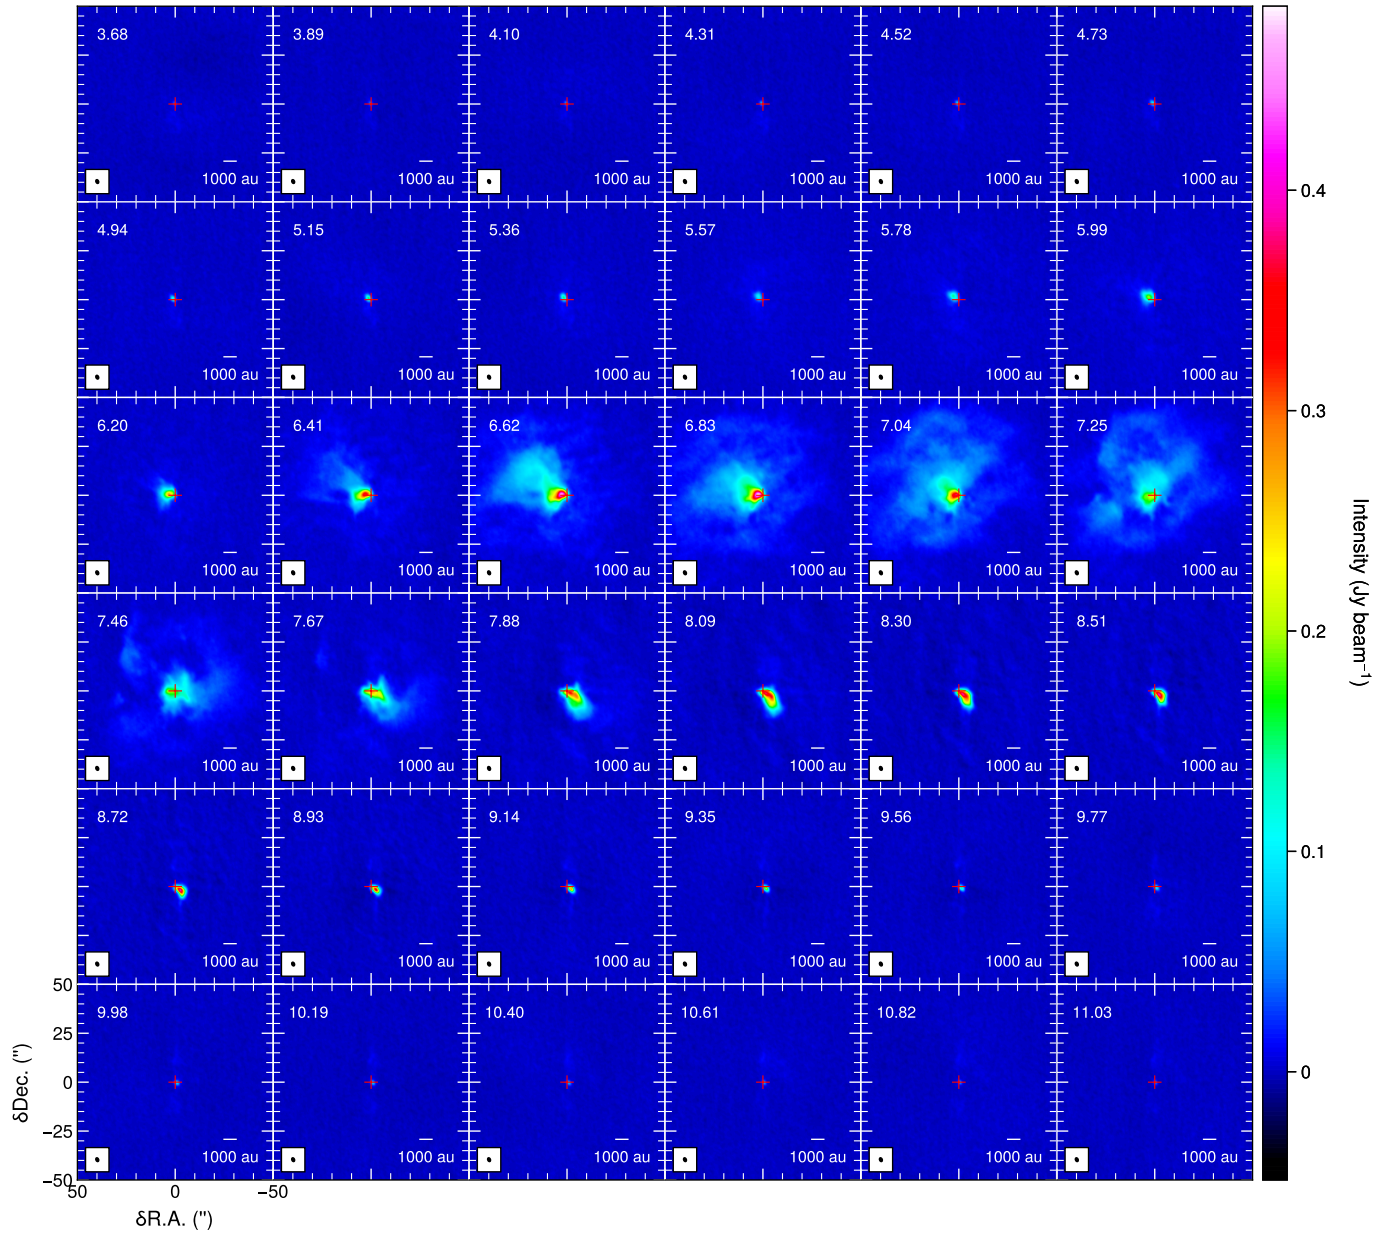 3.68 3.89 4.10 4.31 4.52 4.73
1000 au 1000 au 1000 au 1000 au 1000 au 1000 au
4.94 5.15 5.36 5.57 5.78 5.99
1000 au 1000 au 1000 au 1000 au 1000 au 1000 au
6.20 6.41 6.62 6.83 7.04 7.25
1000 au 1000 au 1000 au 1000 au 1000 au 1000 au
7.46 7.67 7.88 8.09 8.30 8.51
1000 au 1000 au 1000 au 1000 au 1000 au 1000 au
8.72 8.93 9.14 9.35 9.56 9.77
1000 au 1000 au 1000 au 1000 au 1000 au 1000 au
9.98 10.19 10.40 10.61 10.82 11.03
1000 au 1000 au 1000 au 1000 au 1000 au 1000 au
50
25
0
−25
−50
δDec. (")
50 0 −50
δR.A. (")
0.4
0.3
0.2
0.1
0
Intensity (Jy beam⁻¹)